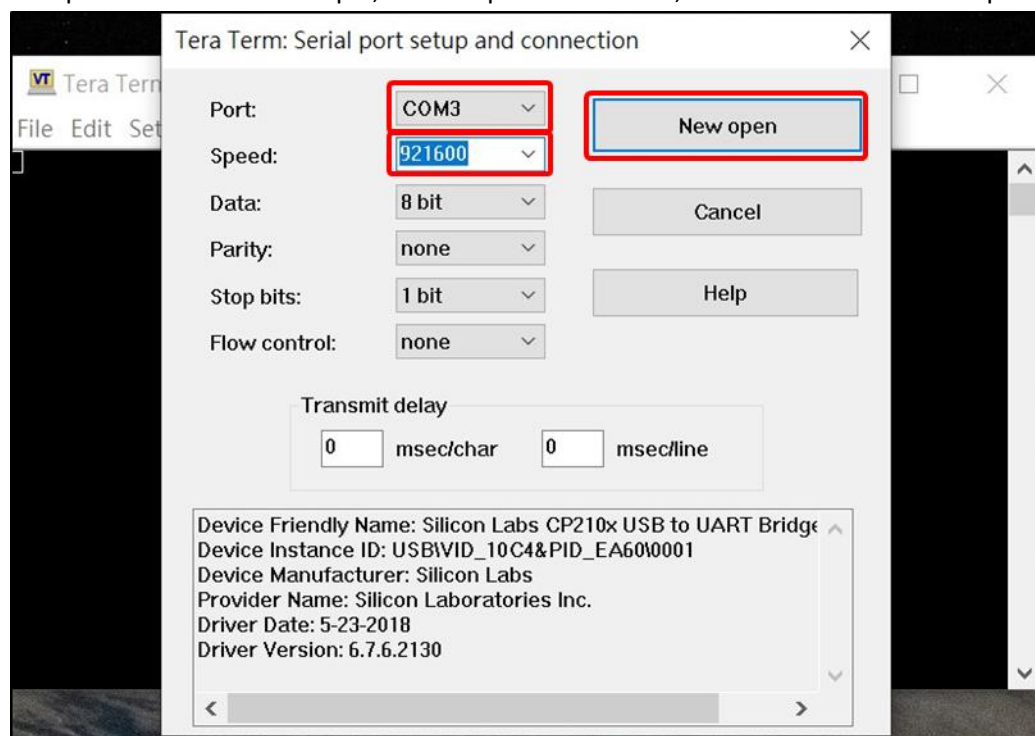 Tera Term: Serial port setup and connection
VT Tera Term
File Edit Set
Port: COM3
New open
Speed: 921600
Data: 8 bit
Cancel
Parity: none
Stop bits: 1 bit
Help
Flow control: none
Transmit delay
0 msec/char 0 msec/line
Device Friendly Name: Silicon Labs CP210x USB to UART Bridge
Device Instance ID: USB\VID_10C4&PID_EA60\0001
Device Manufacturer: Silicon Labs
Provider Name: Silicon Laboratories Inc.
Driver Date: 5-23-2018
Driver Version: 6.7.6.2130